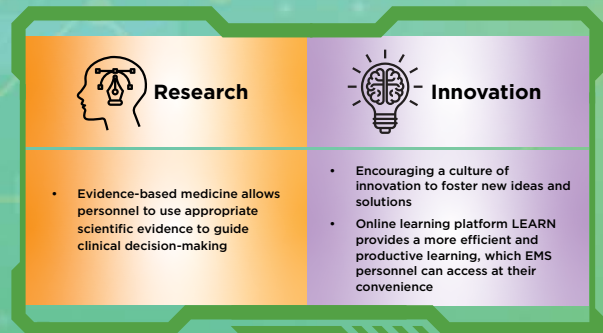 Research
Innovation
• Evidence-based medicine allows
personnel to use appropriate
scientific evidence to guide
clinical decision-making
• Encouraging a culture of
innovation to foster new ideas and
solutions
• Online learning platform LEARN
provides a more efficient and
productive learning, which EMS
personnel can access at their
convenience